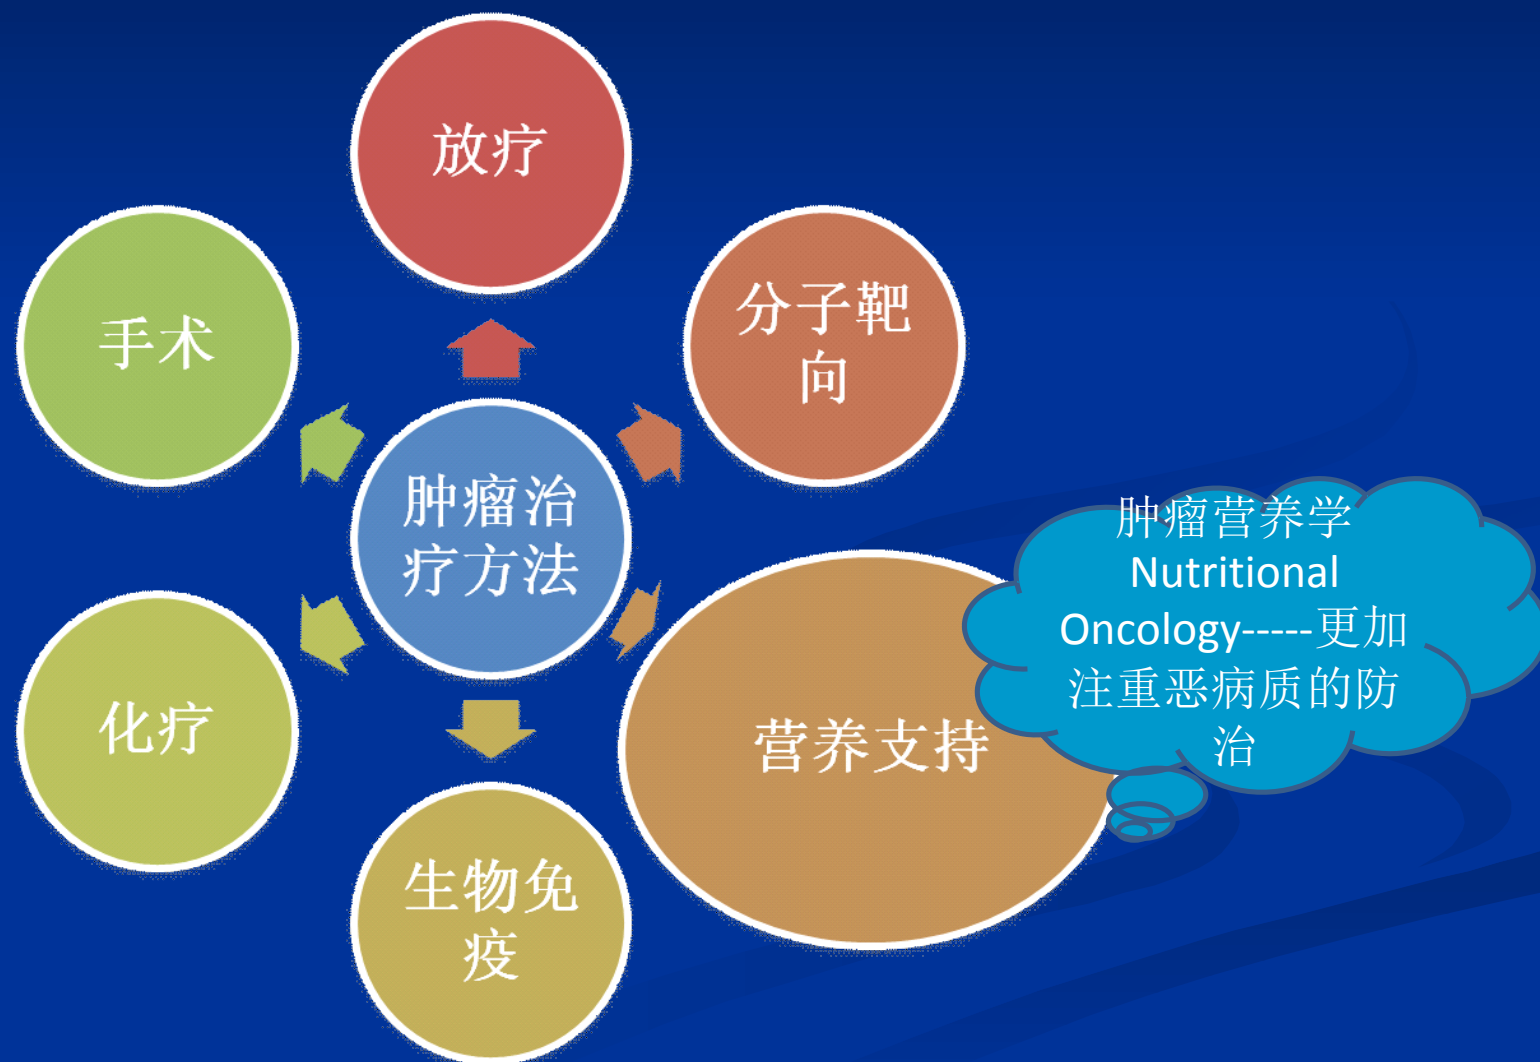 放疗
手术
分子靶
向
肿瘤治
疗方法
肿瘤营养学
Nutritional
Oncology-----更加
注重恶病质的防
治
化疗
营养支持
生物免
疫